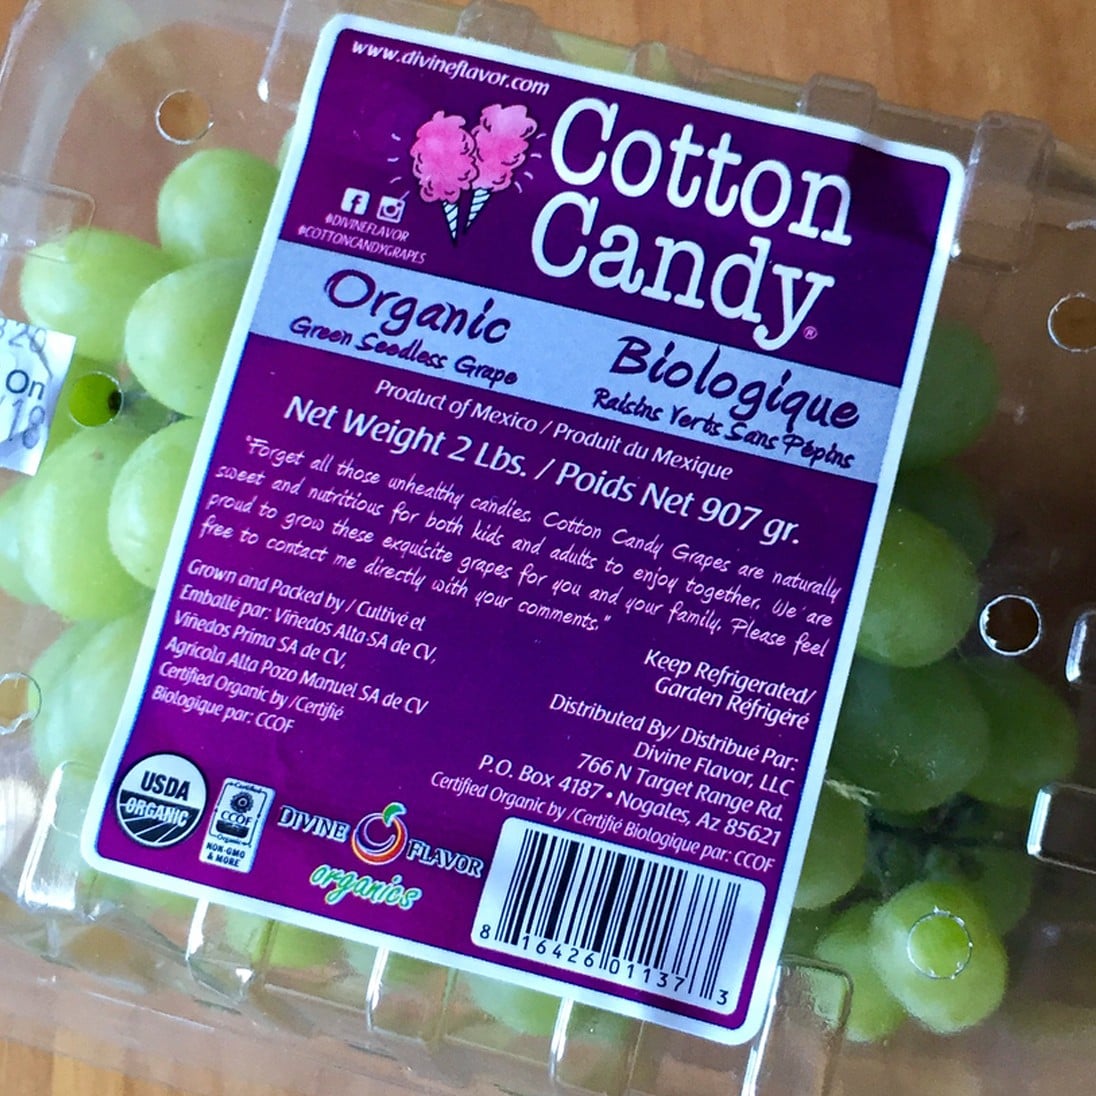 www.divineflavor.com
Cotton
Candy®
#DIVINEFLAVOR
#COTTONCANDYGRAPES
Organic
Green Seedless Grape
Biologique
Raisins Verts Sans Pépins
Product of Mexico / Produit du Mexique
Net Weight 2 Lbs. / Poids Net 907 gr.
"Forget all those unhealthy candies, Cotton Candy Grapes are naturally
sweet and nutritious for both kids and adults to enjoy together. We are
proud to grow these exquisite grapes for you and your family. Please feel
free to contact me directly with your comments."
Grown and Packed by / Cultivé et
Emballé par: Viñedos Alta SA de CV,
Viñedos Prima SA de CV,
Agricola Alta Pozo Manuel SA de CV
Certified Organic by /Certifié
Biologique par: CCOF
Keep Refrigerated/
Garden Réfrigéré
Distributed By/ Distribué Par:
Divine Flavor, LLC
766 N Target Range Rd.
P.O. Box 4187 • Nogales, Az 85621
Certified Organic by /Certifié Biologique par: CCOF
USDA
ORGANIC
Certified
CCOF
Organic
NON-GMO
& MORE
DIVINE FLAVOR
organics
8 16426 01137 3
320
On
/18